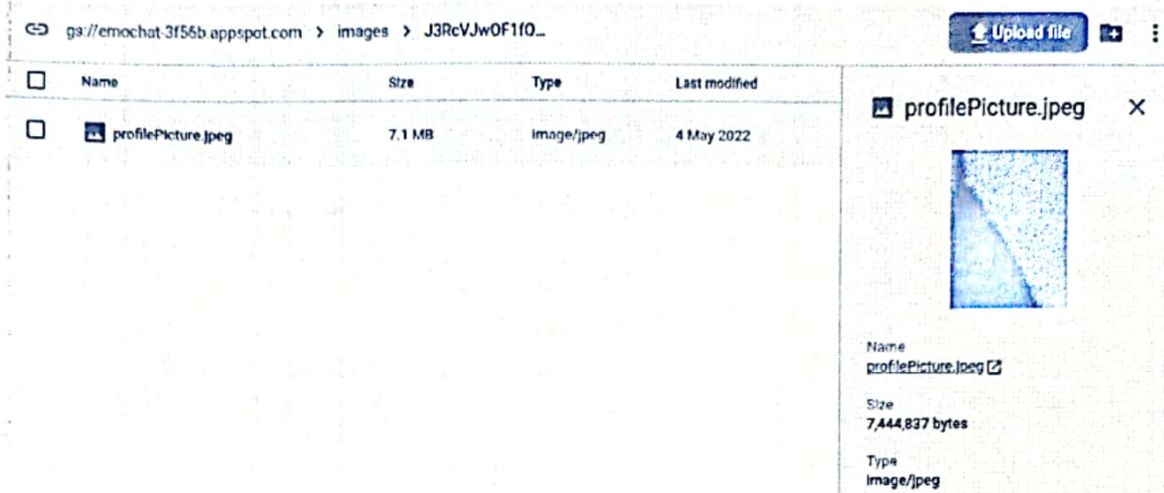 gs://emochat-3f56b.appspot.com > images > J3RcVJwOF1fO... Upload file
Name Size Type Last modified
profilePicture.jpeg 7.1 MB image/jpeg 4 May 2022
profilePicture.jpeg
Name
profilePicture.jpeg
Size
7,444,837 bytes
Type
image/jpeg